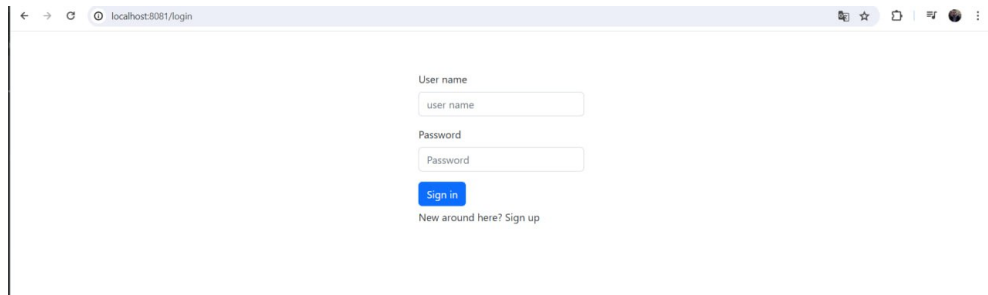 localhost:8081/login
User name
user name
Password
Password
Sign in
New around here? Sign up